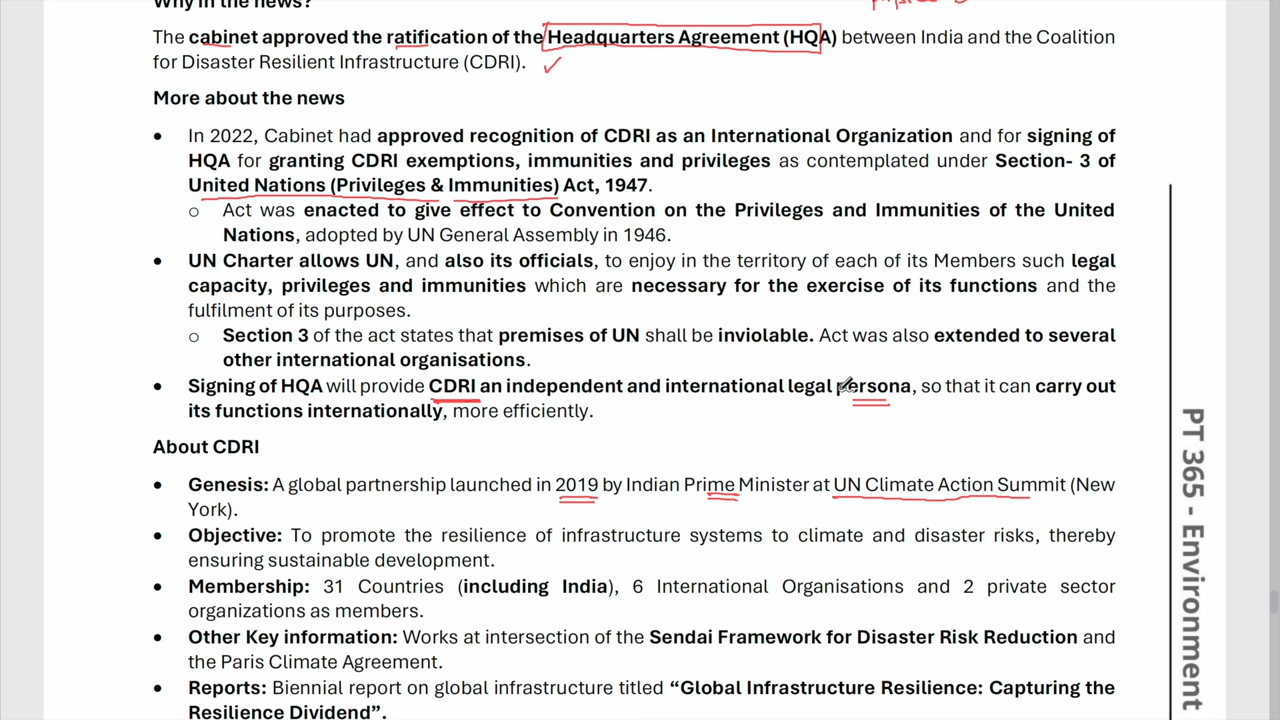 Why in the news?
The cabinet approved the ratification of the Headquarters Agreement (HQA) between India and the Coalition
for Disaster Resilient Infrastructure (CDRI).
More about the news
• In 2022, Cabinet had approved recognition of CDRI as an International Organization and for signing of
HQA for granting CDRI exemptions, immunities and privileges as contemplated under Section- 3 of
United Nations (Privileges & Immunities) Act, 1947.
o Act was enacted to give effect to Convention on the Privileges and Immunities of the United
Nations, adopted by UN General Assembly in 1946.
• UN Charter allows UN, and also its officials, to enjoy in the territory of each of its Members such legal
capacity, privileges and immunities which are necessary for the exercise of its functions and the
fulfilment of its purposes.
o Section 3 of the act states that premises of UN shall be inviolable. Act was also extended to several
other international organisations.
• Signing of HQA will provide CDRI an independent and international legal persona, so that it can carry out
its functions internationally, more efficiently.
About CDRI
• Genesis: A global partnership launched in 2019 by Indian Prime Minister at UN Climate Action Summit (New
York).
• Objective: To promote the resilience of infrastructure systems to climate and disaster risks, thereby
ensuring sustainable development.
• Membership: 31 Countries (including India), 6 International Organisations and 2 private sector
organizations as members.
• Other Key information: Works at intersection of the Sendai Framework for Disaster Risk Reduction and
the Paris Climate Agreement.
• Reports: Biennial report on global infrastructure titled “Global Infrastructure Resilience: Capturing the
Resilience Dividend”.
PT 365 - Environment